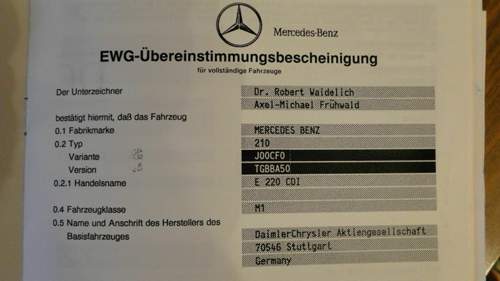 Mercedes-Benz
EWG-Übereinstimmungsbescheinigung
für vollständige Fahrzeuge
Der Unterzeichner Dr. Robert Waidelich
Axel-Michael Frühwald
bestätigt hiermit, daß das Fahrzeug
0.1 Fabrikmarke MERCEDES BENZ
0.2 Typ 210
Variante J00CF0
Version TGBBA50
0.2.1 Handelsname E 220 CDI
0.4 Fahrzeugklasse M1
0.5 Name und Anschrift des Herstellers des
Basisfahrzeuges DaimlerChrysler Aktiengesellschaft
70546 Stuttgart
Germany